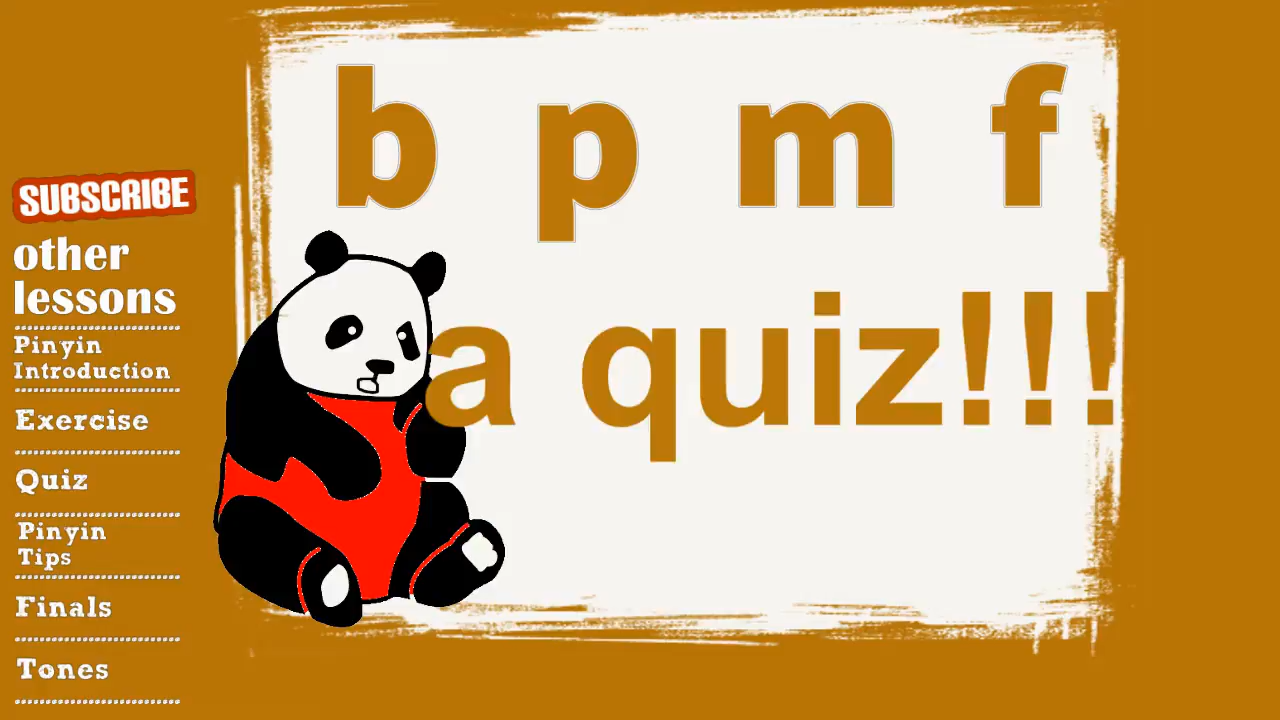 b p m f
a quiz!!!
SUBSCRIBE
other
lessons
Pinyin
Introduction
Exercise
Quiz
Pinyin
Tips
Finals
Tones